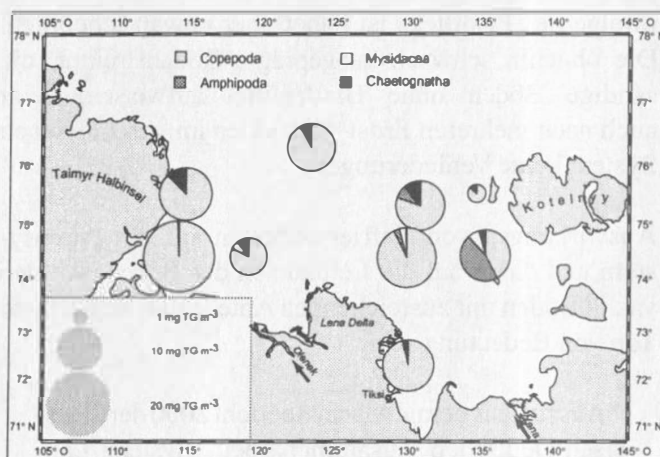 105° O 110° O 115° O 120° O 125° O 130° O 135° O 140° O 145° O
78° N 78° N
Copepoda Mysidacea
Amphipoda Chaetognatha
77° 77°
76° 76°
Taimyr Halbinsel
Kotelnyy
75° 75°
74° 74°
73° 73°
72° 72°
71° N 71° N
Lena Delta
Olenek
Tiksi
1 mg TG m-3
10 mg TG m-3
20 mg TG m-3
105° O 110° O 115° O 120° O 125° O 130° O 135° O 140° O 145° O